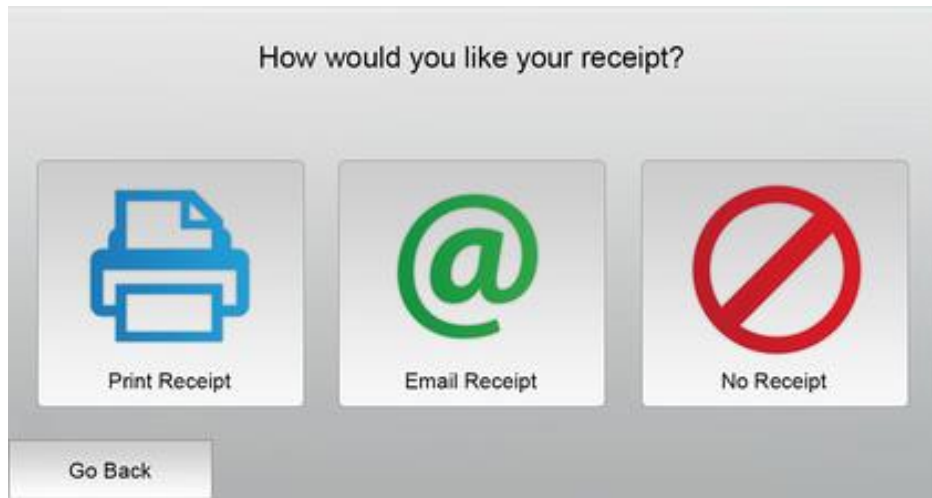 How would you like your receipt?
@
Print Receipt
Email Receipt
No Receipt
Go Back